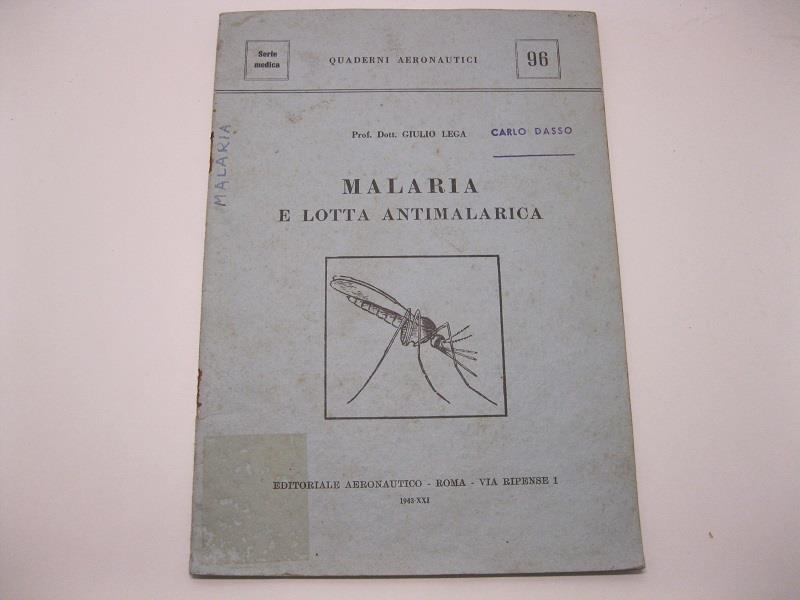 Serie
medica
QUADERNI AERONAUTICI
96
Prof. Dott. GIULIO LEGA
CARLO DASSO
MALARIA
MALARIA
E LOTTA ANTIMALARICA
EDITORIALE AERONAUTICO - ROMA - VIA RIPENSE 1
1943-XXI